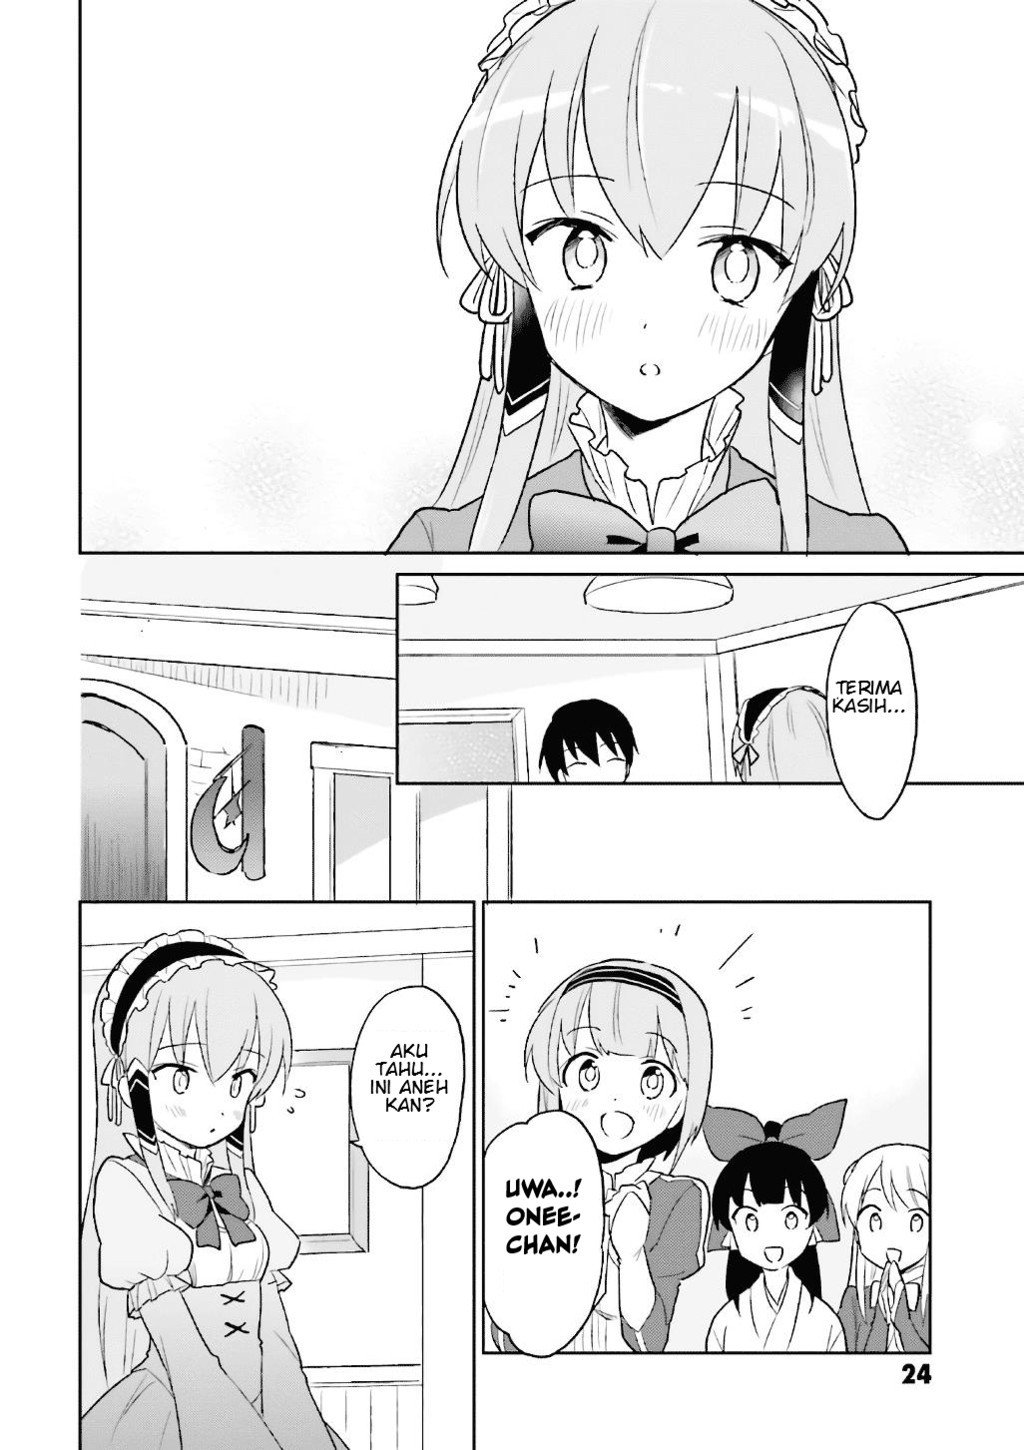 TERIMA
KASIH...
UWA..!
ONEE-
CHAN!
AKU
TAHU...
INI ANEH
KAN?
24